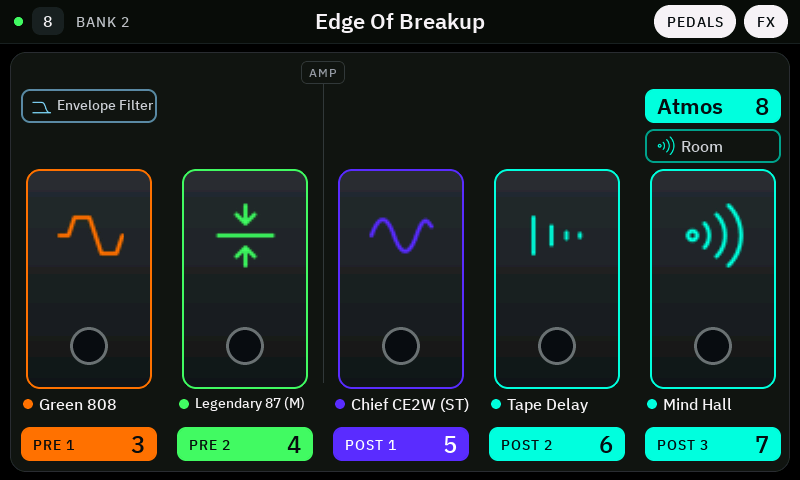 8 BANK 2 Edge Of Breakup PEDALS FX
AMP
Envelope Filter
Atmos 8
Room
Green 808
Legendary 87 (M)
Chief CE2W (ST)
Tape Delay
Mind Hall
PRE 1 3
PRE 2 4
POST 1 5
POST 2 6
POST 3 7